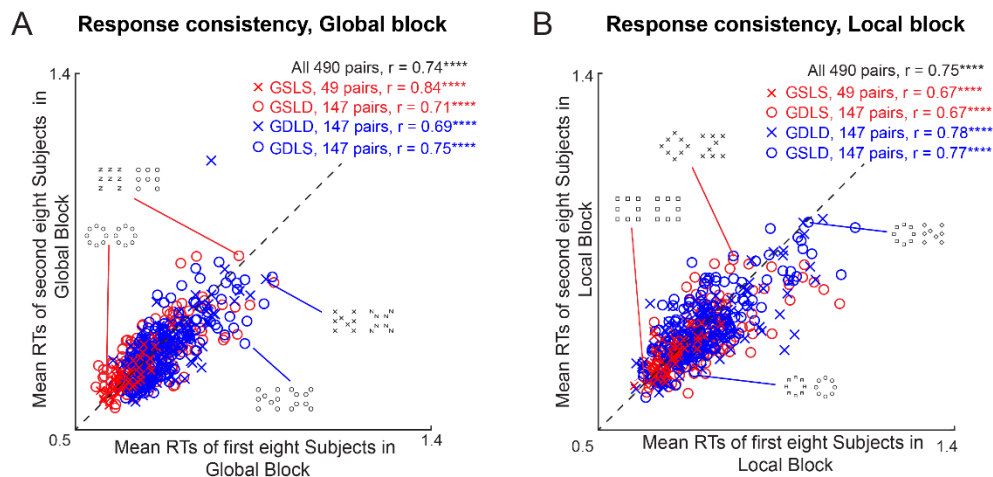 A
Response consistency, Global block
All 490 pairs, r = 0.74****
× GSLS, 49 pairs, r = 0.84****
○ GSLD, 147 pairs, r = 0.71****
× GDLD, 147 pairs, r = 0.69****
○ GDLS, 147 pairs, r = 0.75****
1.4
Mean RTs of second eight Subjects in
Global Block
0.5
1.4
Mean RTs of first eight Subjects in
Global Block
B
Response consistency, Local block
All 490 pairs, r = 0.75****
× GSLS, 49 pairs, r = 0.67****
○ GDLS, 147 pairs, r = 0.67****
× GDLD, 147 pairs, r = 0.78****
○ GSLD, 147 pairs, r = 0.77****
1.4
Mean RTs of second eight Subjects in
Local Block
0.5
1.4
Mean RTs of first eight Subjects in
Local Block